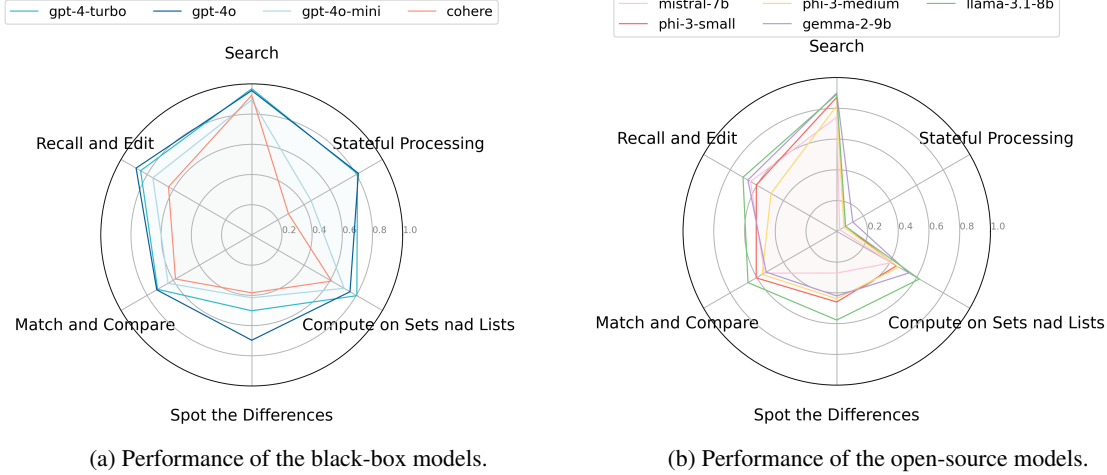 gpt-4-turbo gpt-4o gpt-4o-mini cohere
Search
Recall and Edit
Stateful Processing
0.2 0.4 0.6 0.8 1.0
Match and Compare
Compute on Sets nad Lists
Spot the Differences
(a) Performance of the black-box models.
mistral-7b phi-3-medium llama-3.1-8b
phi-3-small gemma-2-9b
Search
Recall and Edit
Stateful Processing
0.2 0.4 0.6 0.8 1.0
Match and Compare
Compute on Sets nad Lists
Spot the Differences
(b) Performance of the open-source models.